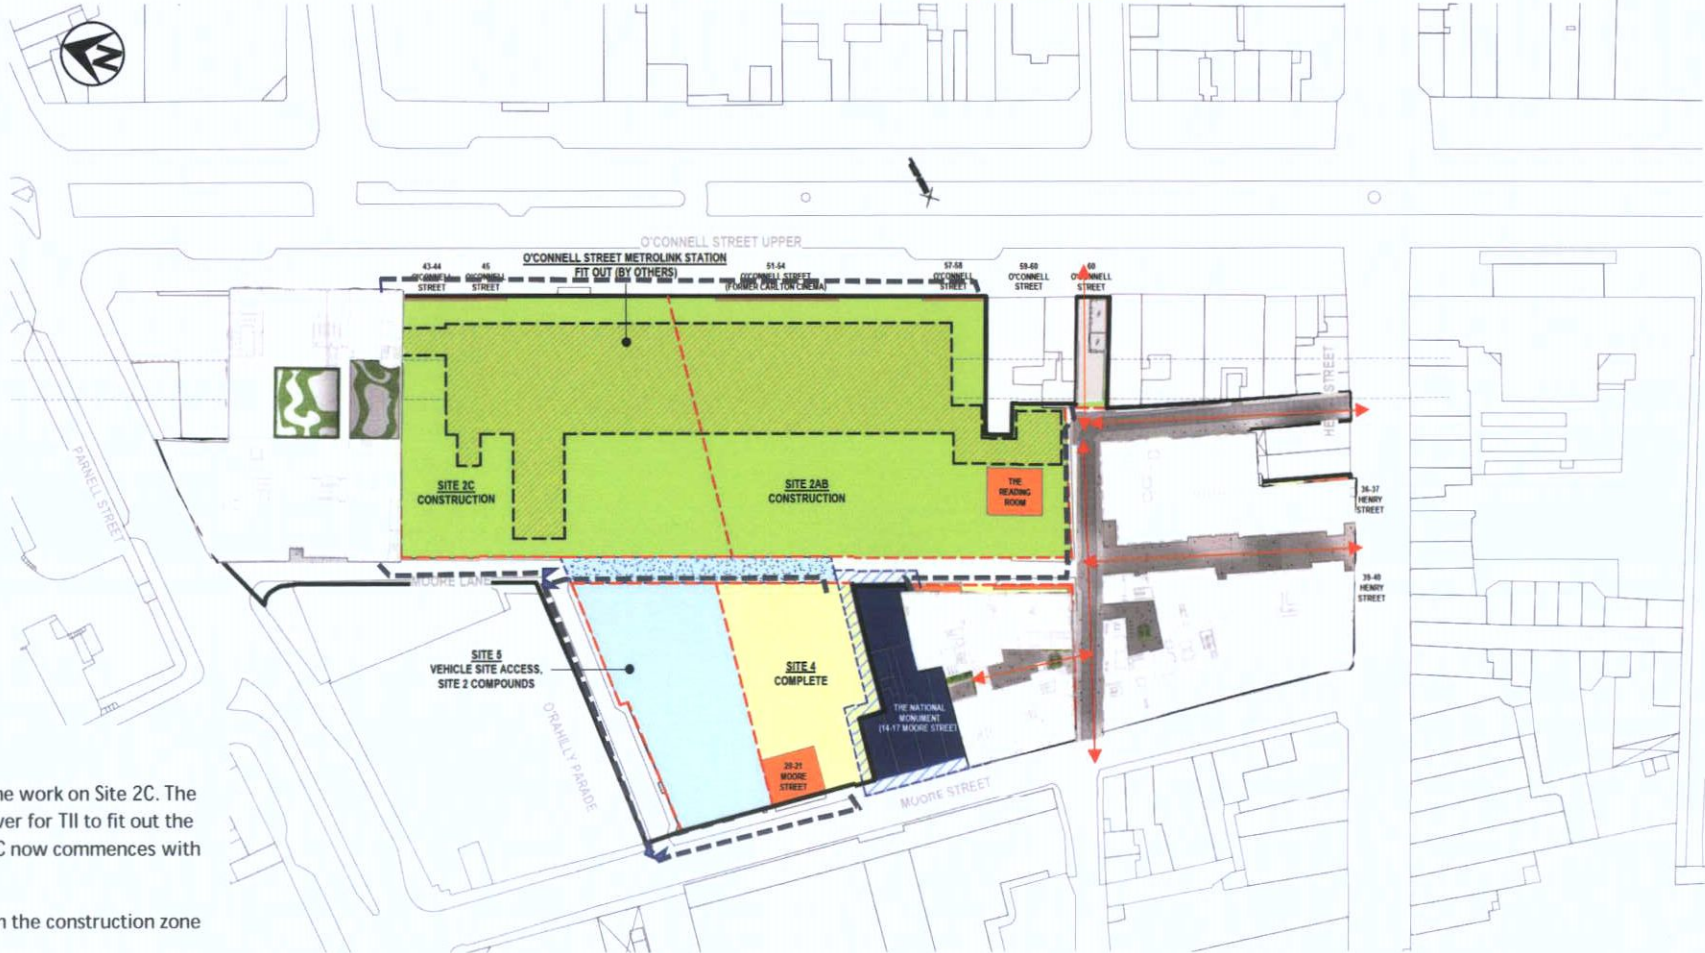 N
O'CONNELL STREET UPPER
O'CONNELL STREET METROLINK STATION
FIT OUT (BY OTHERS)
43-44
O'CONNELL
STREET
45
O'CONNELL
STREET
51-54
O'CONNELL STREET
(FORMER CARLTON CINEMA)
57-58
O'CONNELL
STREET
59-60
O'CONNELL
STREET
60
O'CONNELL
STREET
PARNELL STREET
SITE 2C
CONSTRUCTION
SITE 2AB
CONSTRUCTION
THE
READING
ROOM
36-37
HENRY
STREET
39-40
HENRY
STREET
MOORE LANE
SITE 5
VEHICLE SITE ACCESS,
SITE 2 COMPOUNDS
SITE 4
COMPLETE
THE NATIONAL
MONUMENT
(14-17 MOORE STREET)
20-21
MOORE
STREET
O'RAHILLY PARADE
MOORE STREET
work on Site 2C. The
for TII to fit out the
now commences with
the construction zone